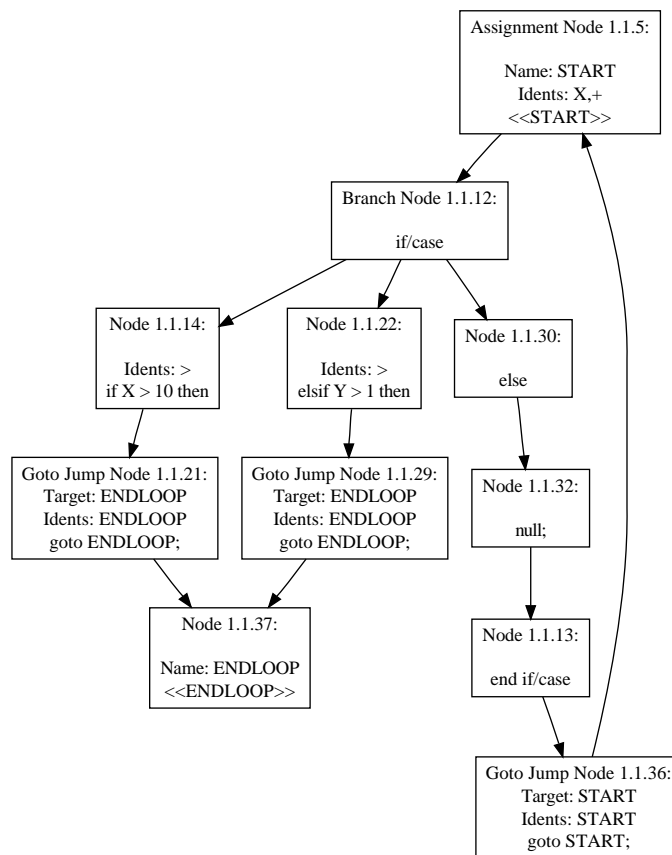 Assignment Node 1.1.5:
Name: START
Idents: X,+
<<START>>
Branch Node 1.1.12:
if/case
Node 1.1.14:
Idents: >
if X > 10 then
Node 1.1.22:
Idents: >
elsif Y > 1 then
Node 1.1.30:
else
Goto Jump Node 1.1.21:
Target: ENDLOOP
Idents: ENDLOOP
goto ENDLOOP;
Goto Jump Node 1.1.29:
Target: ENDLOOP
Idents: ENDLOOP
goto ENDLOOP;
Node 1.1.32:
null;
Node 1.1.37:
Name: ENDLOOP
<<ENDLOOP>>
Node 1.1.13:
end if/case
Goto Jump Node 1.1.36:
Target: START
Idents: START
goto START;